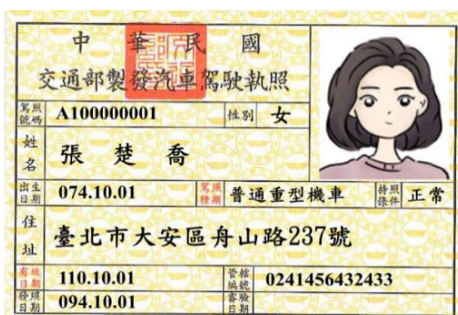 中華民國
交通部製發汽車駕駛執照
駕照號碼 A100000001 性別 女
姓名 張楚喬
出生日期 074.10.01 駕照種類 普通重型機車 持照條件 正常
住址 臺北市大安區舟山路237號
有效日期 110.10.01 管轄編號 0241456432433
發照日期 094.10.01 審驗日期